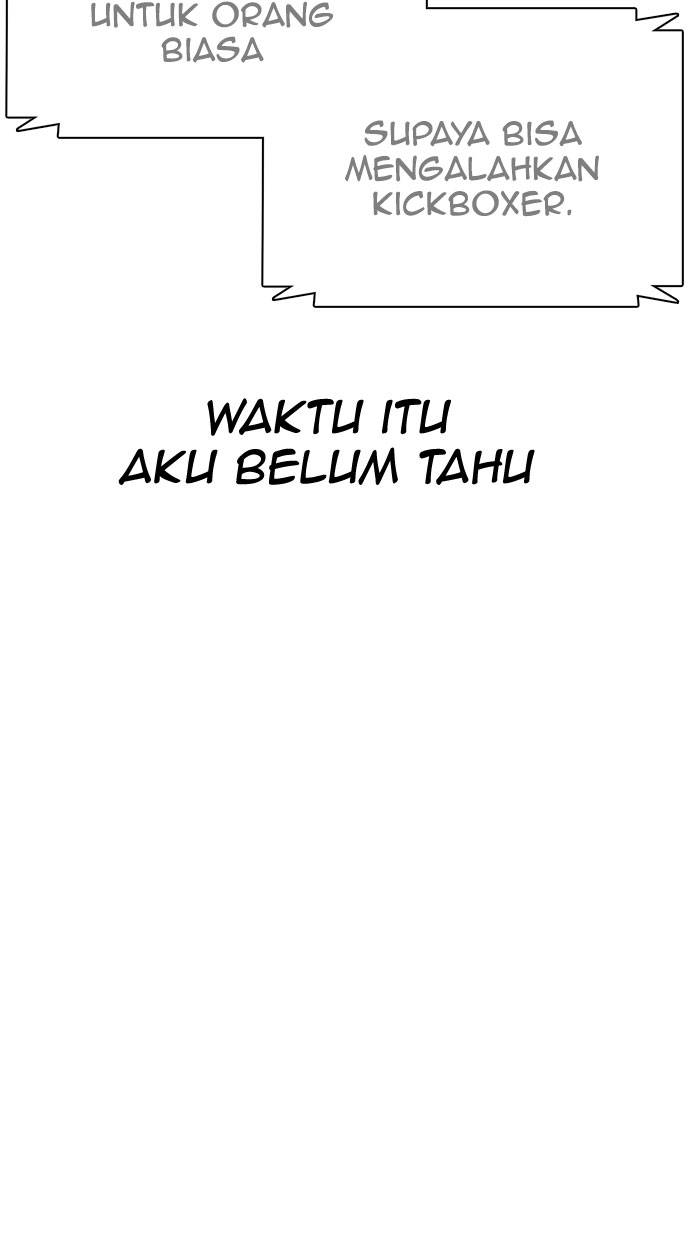 UNTUK ORANG
BIASA
SUPAYA BISA
MENGALAHKAN
KICKBOXER.
WAKTU ITU
AKU BELUM TAHU